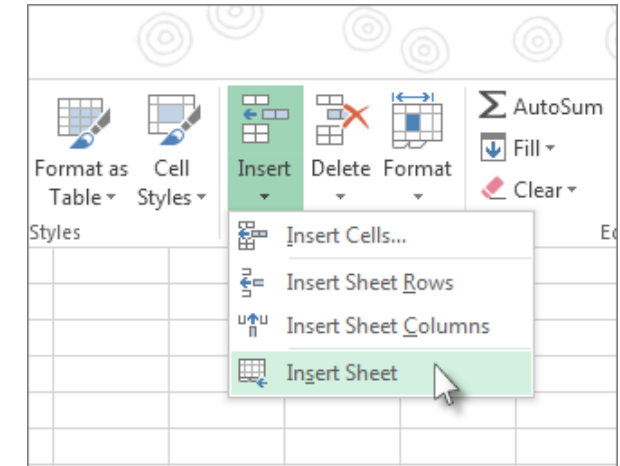 Format as Table
Cell Styles
Insert
Delete
Format
AutoSum
Fill
Clear
Styles
Insert Cells...
Insert Sheet Rows
Insert Sheet Columns
Insert Sheet